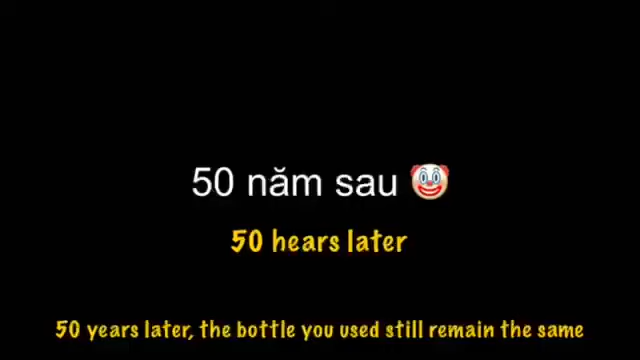 50 năm sau 🤡
50 hears later
50 years later, the bottle you used still remain the same